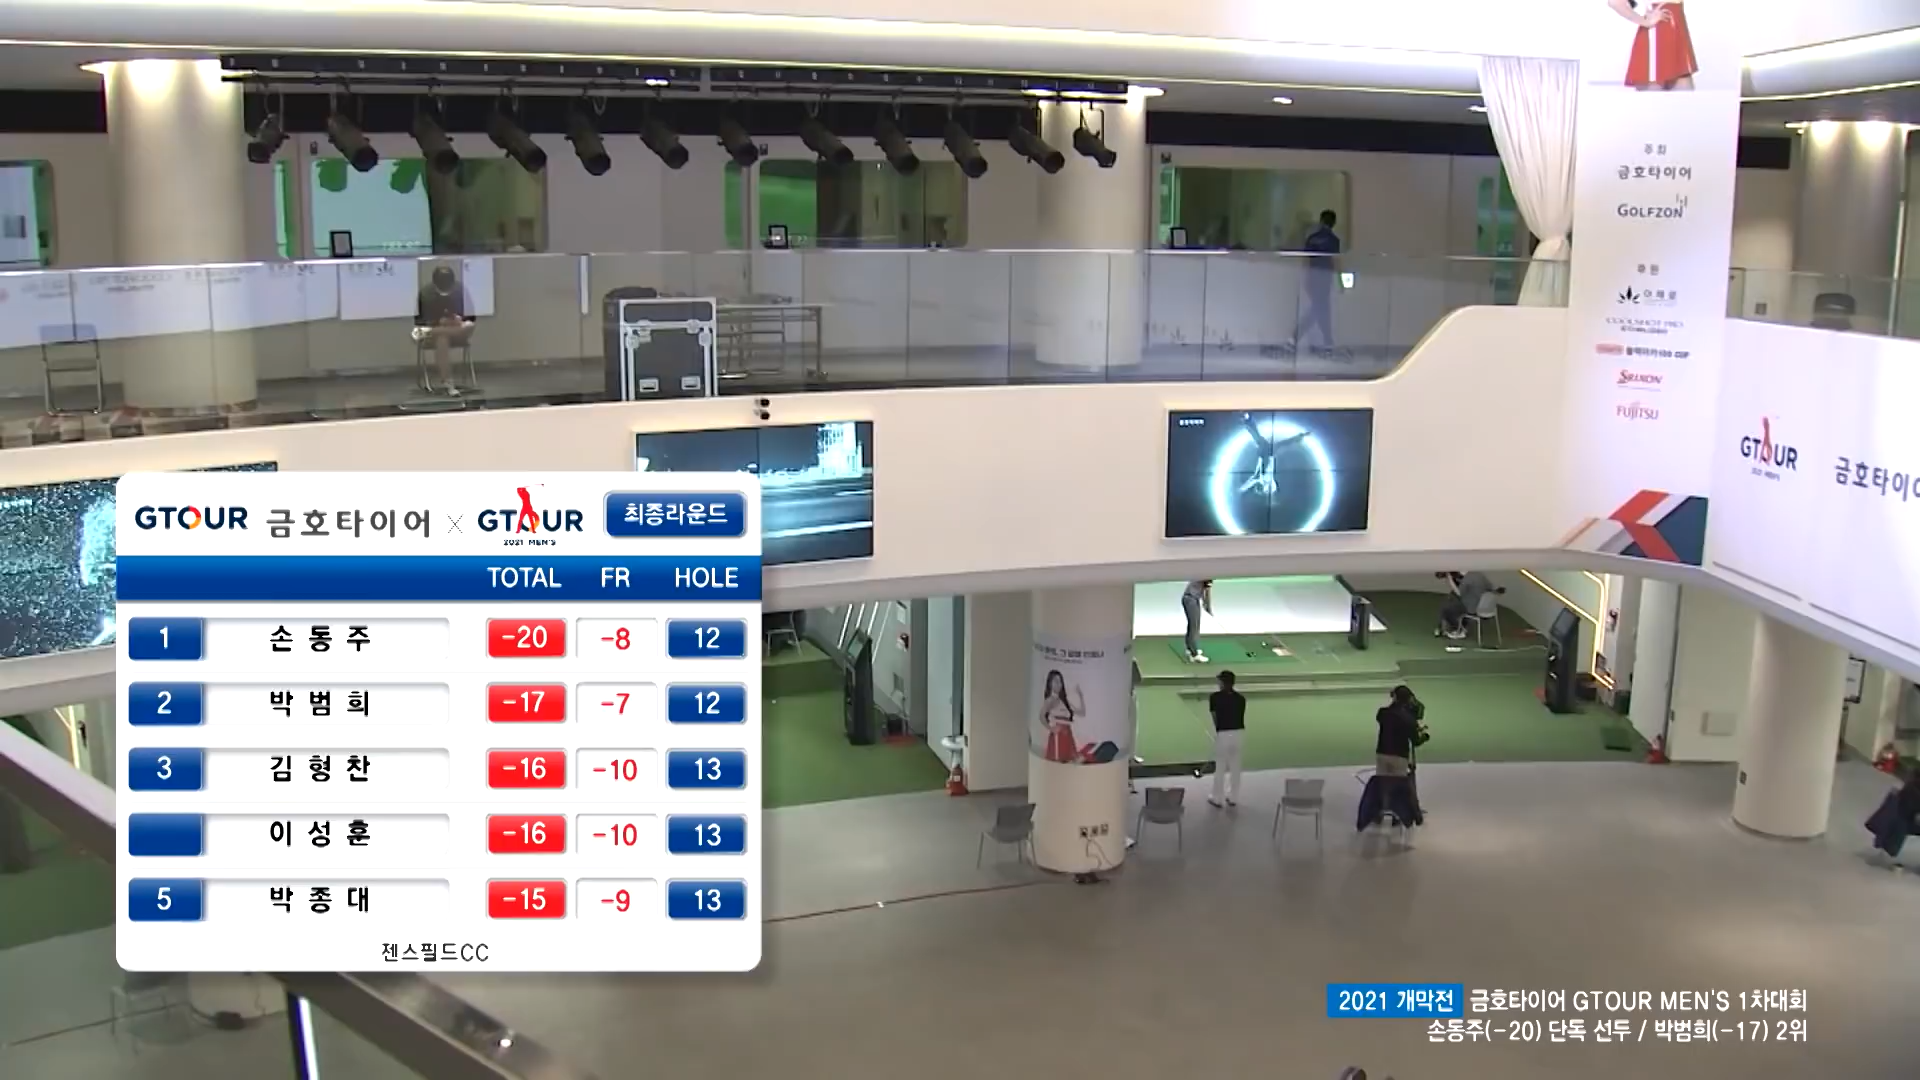 주최
금호타이어
GOLFZON
후원
SRIXON
FUJITSU
GTOUR
2021 MEN'S
금호타이어
GTOUR 금호타이어 x GTOUR 최종라운드
2021 MEN'S
TOTAL FR HOLE
1 손동주 -20 -8 12
2 박범희 -17 -7 12
3 김형찬 -16 -10 13
이성훈 -16 -10 13
5 박종대 -15 -9 13
젠스필드CC
2021 개막전 금호타이어 GTOUR MEN'S 1차대회
손동주(-20) 단독 선두 / 박범희(-17) 2위